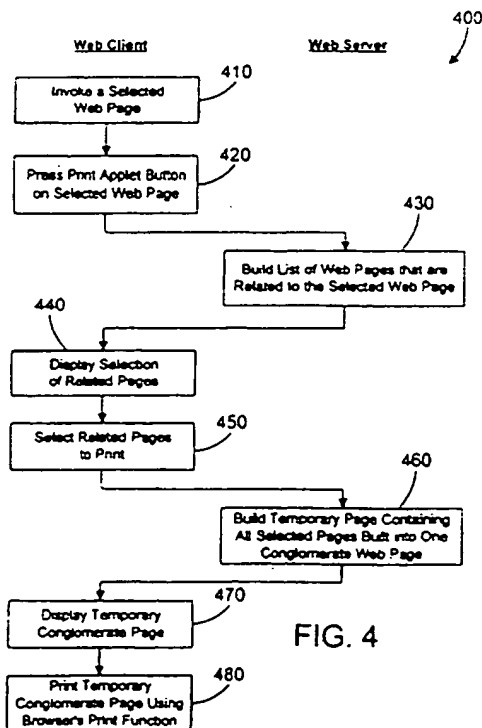 400
Web Client
Web Server
410
Invoke a Selected
Web Page
420
Press Print Applet Button
on Selected Web Page
430
Build List of Web Pages that are
Related to the Selected Web Page
440
Display Selection
of Related Pages
450
Select Related Pages
to Print
460
Build Temporary Page Containing
All Selected Pages Built into One
Conglomerate Web Page
470
Display Temporary
Conglomerate Page
FIG. 4
480
Print Temporary
Conglomerate Page Using
Browser's Print Function